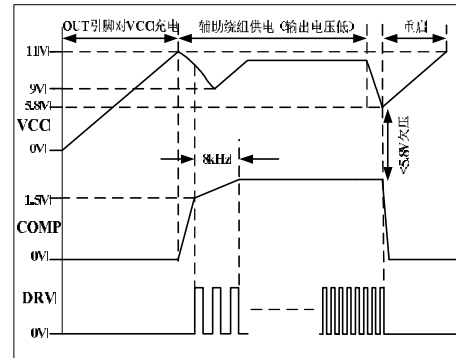 OUT引脚对VCC充电
辅助绕组供电（输出电压低）
重启
11V
9V
5.8V
VCC
0V
<5.8V欠压
8kHz
1.5V
COMP
0V
DRV
0V